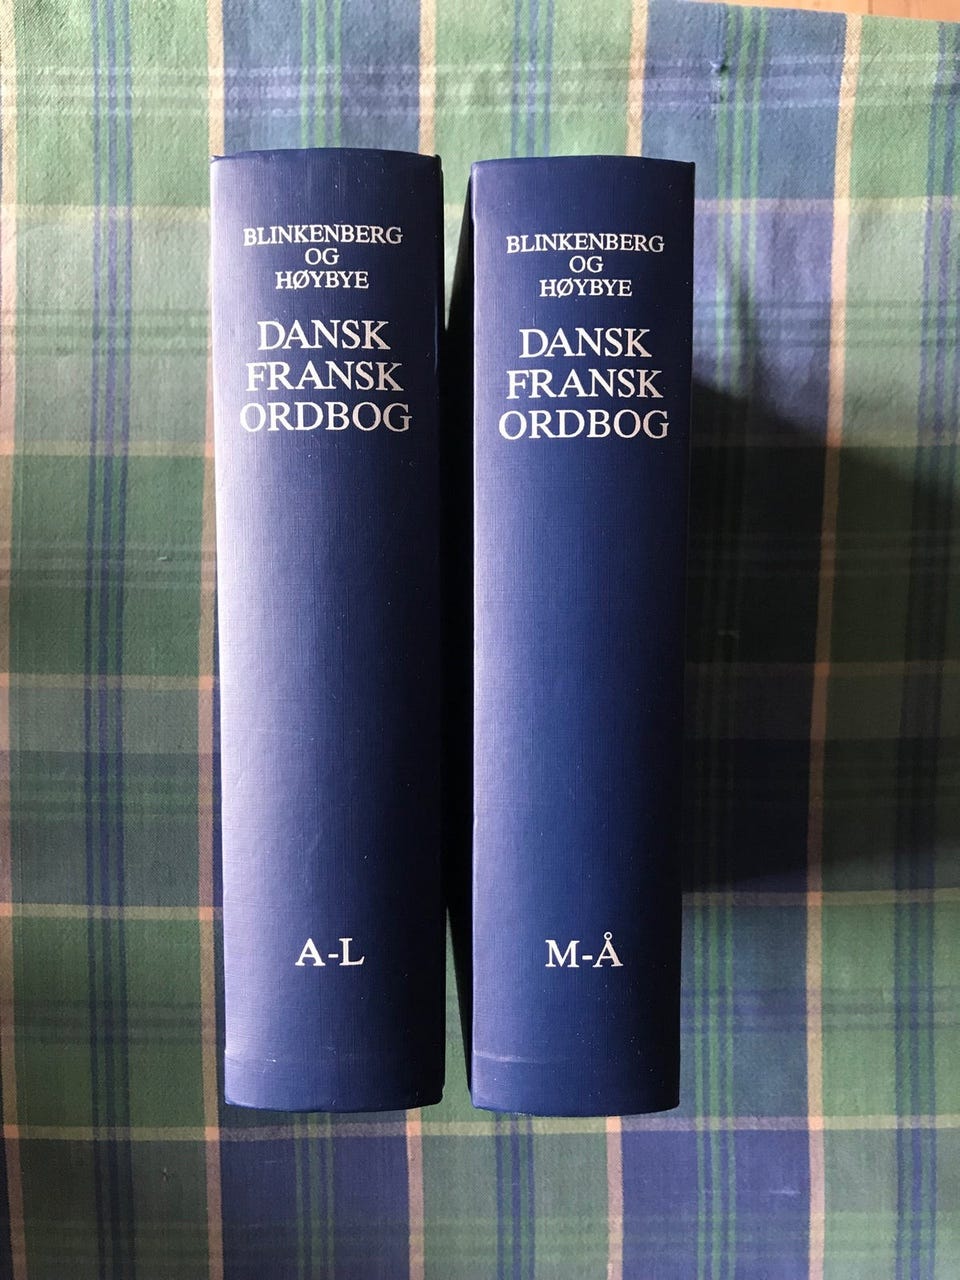 BLINKENBERG
OG
HØYBYE
DANSK
FRANSK
ORDBOG
A-L
BLINKENBERG
OG
HØYBYE
DANSK
FRANSK
ORDBOG
M-Å